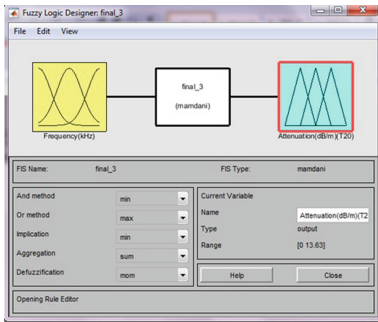 Fuzzy Logic Designer: final_3
File Edit View
final_3
(mamdani)
Frequency(kHz)
Attenuation(dB/m)(T20)
FIS Name: final_3 FIS Type: mamdani
And method min
Or method max
Implication min
Aggregation sum
Defuzzification mom
Current Variable
Name Attenuation(dB/m)(T2
Type output
Range [0 13.63]
Help Close
Opening Rule Editor